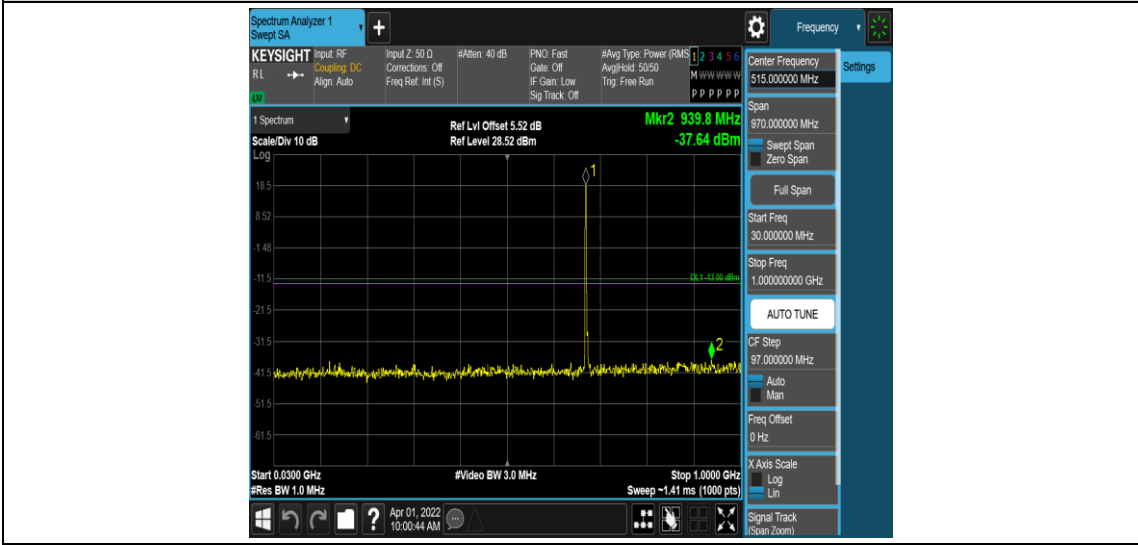 Spectrum Analyzer 1
Swept SA
+
Frequency
KEYSIGHT
RL
LXI
Input: RF
Coupling: DC
Align: Auto
Input Z: 50 Ω
Corrections: Off
Freq Ref: Int (S)
#Atten: 40 dB
PNO: Fast
Gate: Off
IF Gain: Low
Sig Track: Off
#Avg Type: Power (RMS
Avg|Hold: 50/50
Trig: Free Run
1 2 3 4 5 6
M W W W W W
P P P P P P
1 Spectrum
Scale/Div 10 dB
Log
Ref Lvl Offset 5.52 dB
Ref Level 28.52 dBm
Mkr2 939.8 MHz
-37.64 dBm
1
18.5
8.52
-1.48
-11.5
DL1 -13.00 dBm
-21.5
-31.5
2
-41.5
-51.5
-61.5
Start 0.0300 GHz
#Video BW 3.0 MHz
Stop 1.0000 GHz
#Res BW 1.0 MHz
Sweep ~1.41 ms (1000 pts)
?
Apr 01, 2022
10:00:44 AM
Center Frequency
515.000000 MHz
Settings
Span
970.000000 MHz
Swept Span
Zero Span
Full Span
Start Freq
30.000000 MHz
Stop Freq
1.000000000 GHz
AUTO TUNE
CF Step
97.000000 MHz
Auto
Man
Freq Offset
0 Hz
X Axis Scale
Log
Lin
Signal Track
(Span Zoom)